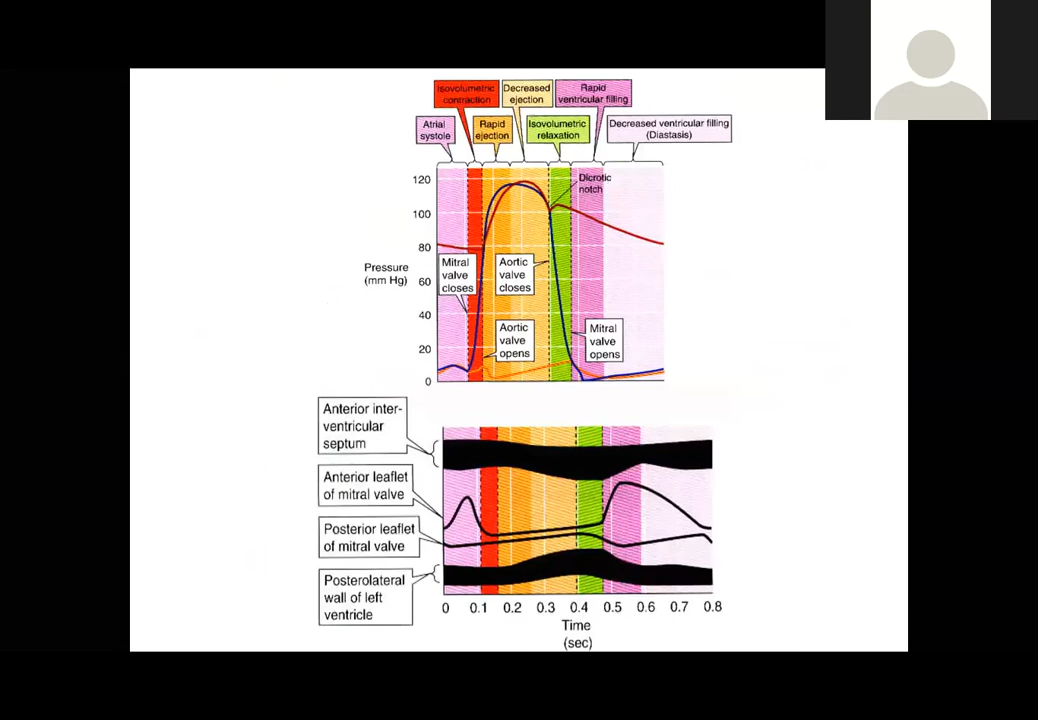 Isovolumetric
contraction
Decreased
ejection
Rapid
ventricular filling
Atrial
systole
Rapid
ejection
Isovolumetric
relaxation
Decreased ventricular filling
(Diastasis)
120
Dicrotic
notch
100
80
Pressure
(mm Hg)
Mitral
valve
closes
Aortic
valve
closes
60
40
Aortic
valve
opens
Mitral
valve
opens
20
0
Anterior inter-
ventricular
septum
Anterior leaflet
of mitral valve
Posterior leaflet
of mitral valve
Posterolateral
wall of left
ventricle
0 0.1 0.2 0.3 0.4 0.5 0.6 0.7 0.8
Time
(sec)